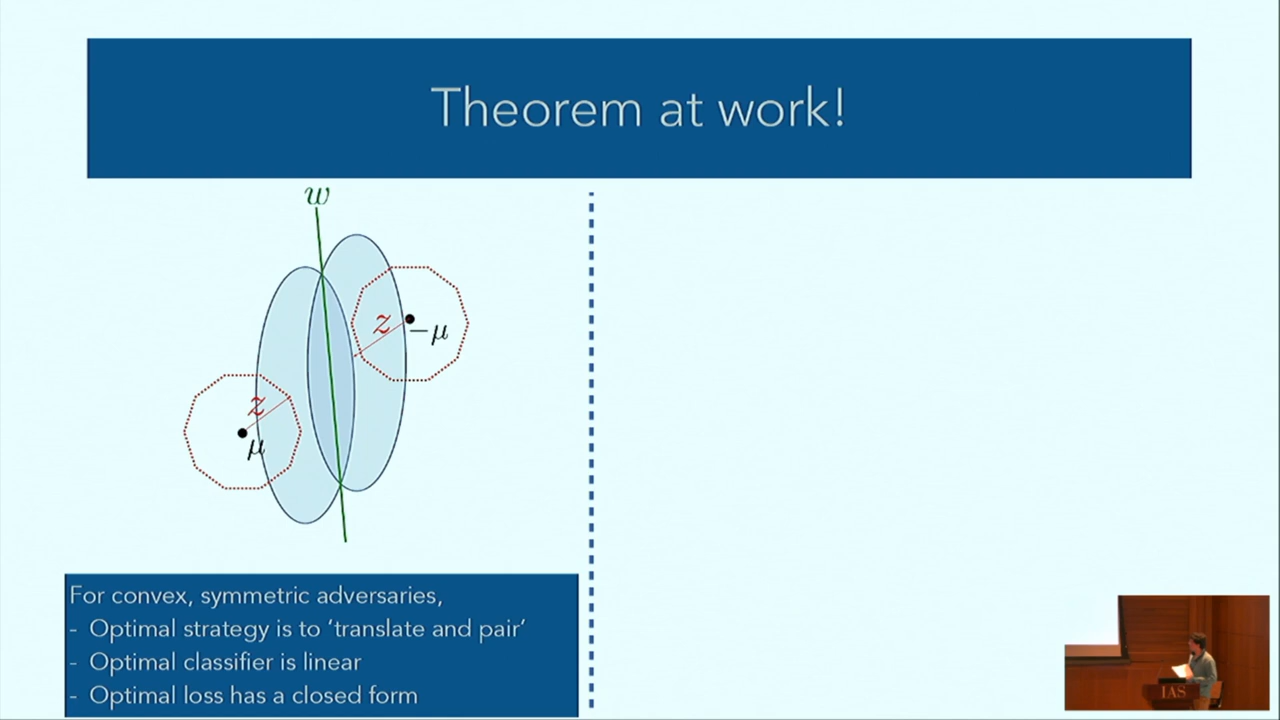 Theorem at work!
w
z
−μ
z
μ
For convex, symmetric adversaries,
- Optimal strategy is to ‘translate and pair’
- Optimal classifier is linear
- Optimal loss has a closed form
IAS